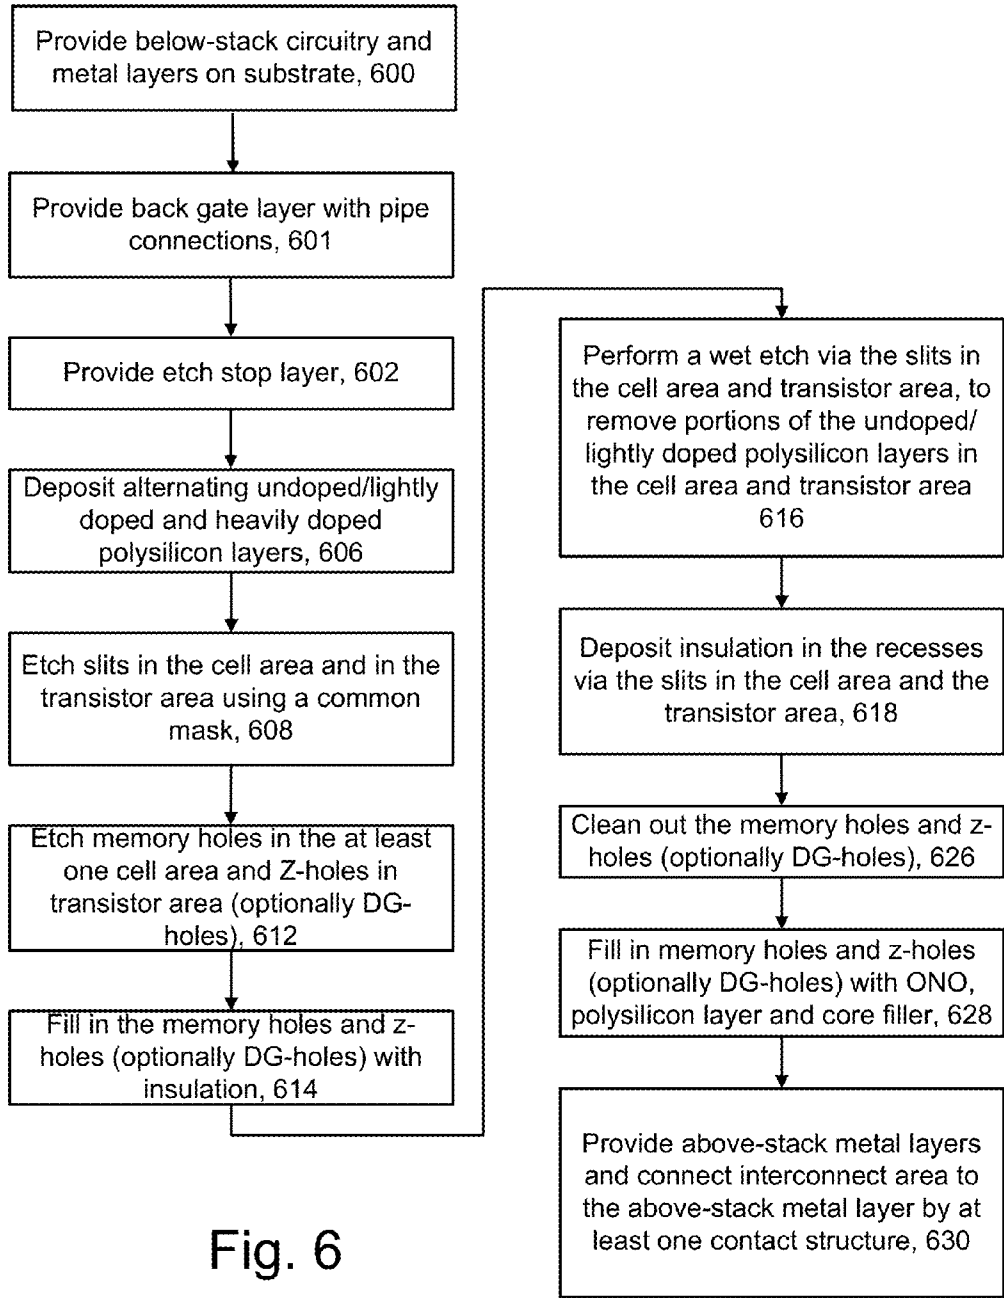 Provide below-stack circuitry and
metal layers on substrate, 600
Provide back gate layer with pipe
connections, 601
Provide etch stop layer, 602
Deposit alternating undoped/lightly
doped and heavily doped
polysilicon layers, 606
Etch slits in the cell area and in the
transistor area using a common
mask, 608
Etch memory holes in the at least
one cell area and Z-holes in
transistor area (optionally DG-
holes), 612
Fill in the memory holes and z-
holes (optionally DG-holes) with
insulation, 614
Perform a wet etch via the slits in
the cell area and transistor area, to
remove portions of the undoped/
lightly doped polysilicon layers in
the cell area and transistor area
616
Deposit insulation in the recesses
via the slits in the cell area and the
transistor area, 618
Clean out the memory holes and z-
holes (optionally DG-holes), 626
Fill in memory holes and z-holes
(optionally DG-holes) with ONO,
polysilicon layer and core filler, 628
Provide above-stack metal layers
and connect interconnect area to
the above-stack metal layer by at
least one contact structure, 630
Fig. 6